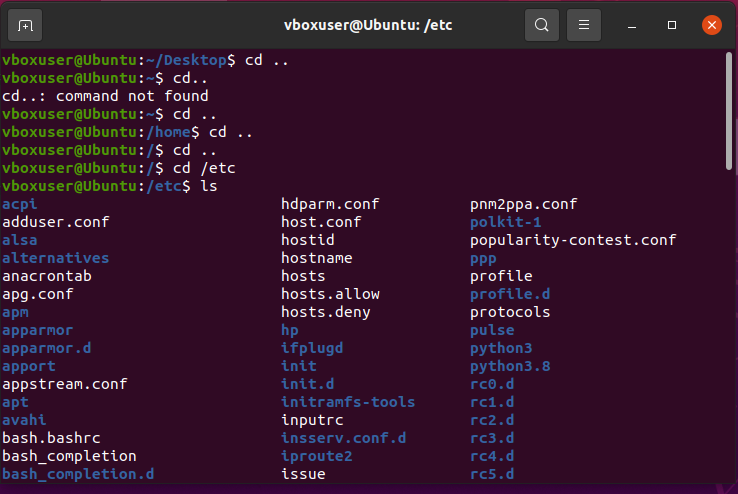 vboxuser@Ubuntu: /etc
vboxuser@Ubuntu:~/Desktop$ cd ..
vboxuser@Ubuntu:~$ cd..
cd..: command not found
vboxuser@Ubuntu:~$ cd ..
vboxuser@Ubuntu:/home$ cd ..
vboxuser@Ubuntu:/$ cd ..
vboxuser@Ubuntu:/$ cd /etc
vboxuser@Ubuntu:/etc$ ls
acpi hdparm.conf pnm2ppa.conf
adduser.conf host.conf polkit-1
alsa hostid popularity-contest.conf
alternatives hostname ppp
anacrontab hosts profile
apg.conf hosts.allow profile.d
apm hosts.deny protocols
apparmor hp pulse
apparmor.d ifplugd python3
apport init python3.8
appstream.conf init.d rc0.d
apt initramfs-tools rc1.d
avahi inputrc rc2.d
bash.bashrc insserv.conf.d rc3.d
bash_completion iproute2 rc4.d
bash_completion.d issue rc5.d